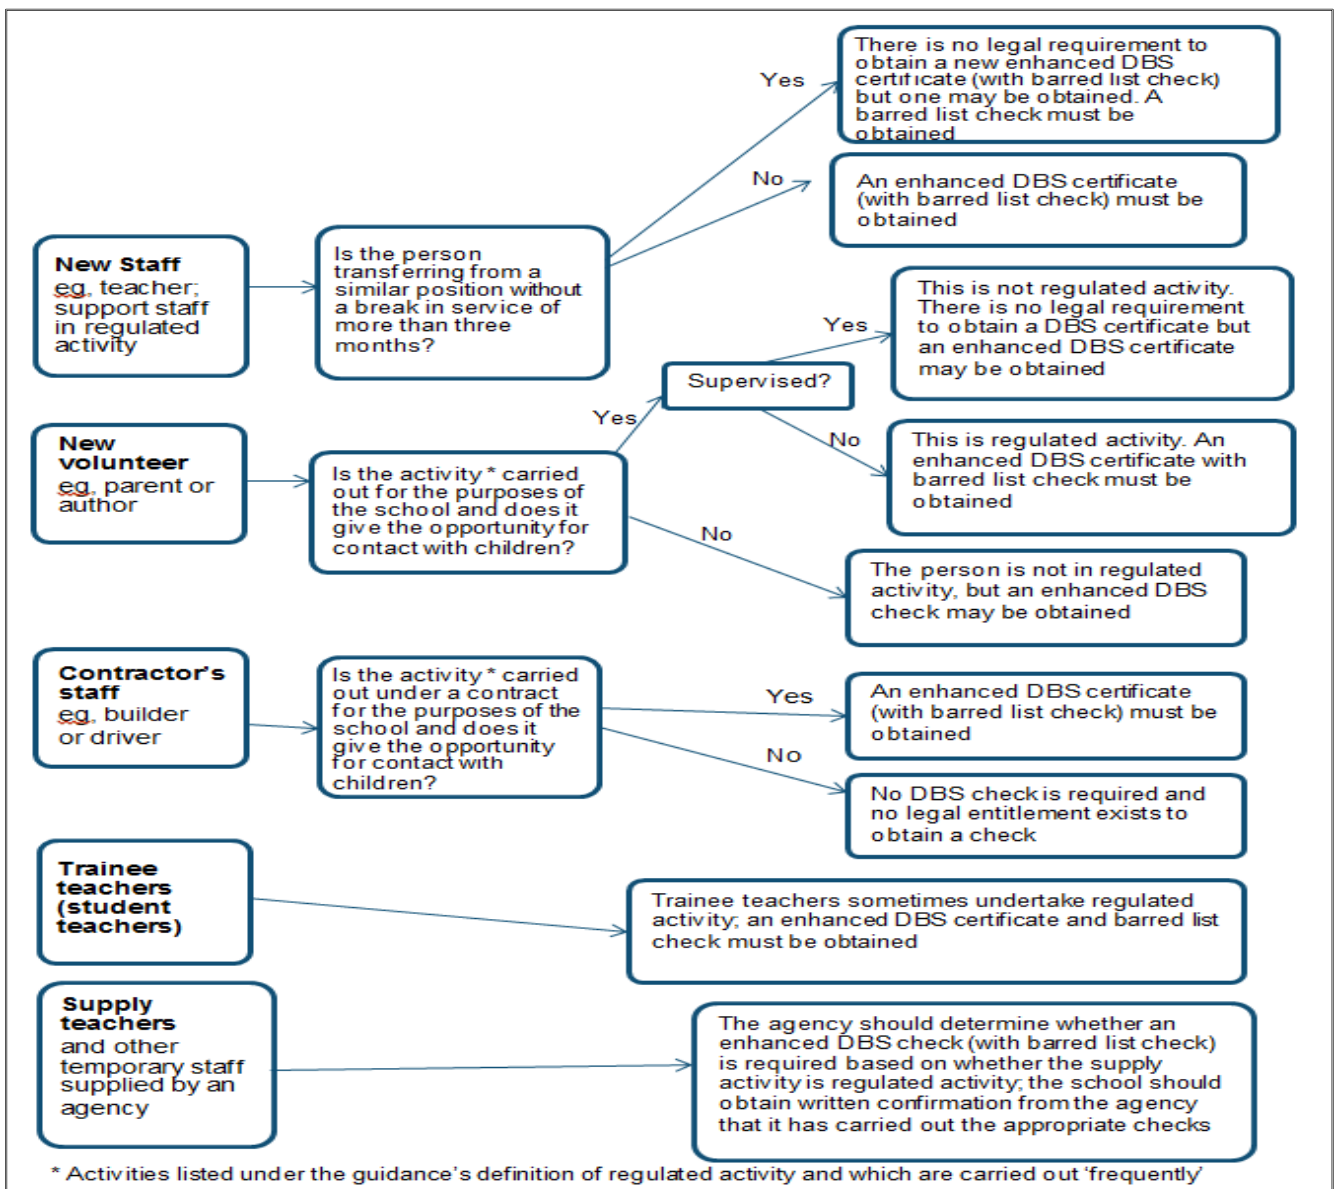 New Staff
eg, teacher;
support staff
in regulated
activity
Is the person
transferring from a
similar position without
a break in service of
more than three
months?
Yes
There is no legal requirement to
obtain a new enhanced DBS
certificate (with barred list check)
but one may be obtained. A
barred list check must be
obtained
No
An enhanced DBS certificate
(with barred list check) must be
obtained
New
volunteer
eg, parent or
author
Is the activity * carried
out for the purposes of
the school and does it
give the opportunity for
contact with children?
Yes
Supervised?
Yes
This is not regulated activity.
There is no legal requirement
to obtain a DBS certificate but
an enhanced DBS certificate
may be obtained
No
This is regulated activity. An
enhanced DBS certificate with
barred list check must be
obtained
No
The person is not in regulated
activity, but an enhanced DBS
check may be obtained
Contractor's
staff
eg, builder
or driver
Is the activity * carried
out under a contract
for the purposes of the
school and does it
give the opportunity
for contact with
children?
Yes
An enhanced DBS certificate
(with barred list check) must be
obtained
No
No DBS check is required and
no legal entitlement exists to
obtain a check
Trainee
teachers
(student
teachers)
Trainee teachers sometimes undertake regulated
activity; an enhanced DBS certificate and barred list
check must be obtained
Supply
teachers
and other
temporary staff
supplied by an
agency
The agency should determine whether an
enhanced DBS check (with barred list check)
is required based on whether the supply
activity is regulated activity; the school should
obtain written confirmation from the agency
that it has carried out the appropriate checks
* Activities listed under the guidance's definition of regulated activity and which are carried out 'frequently'